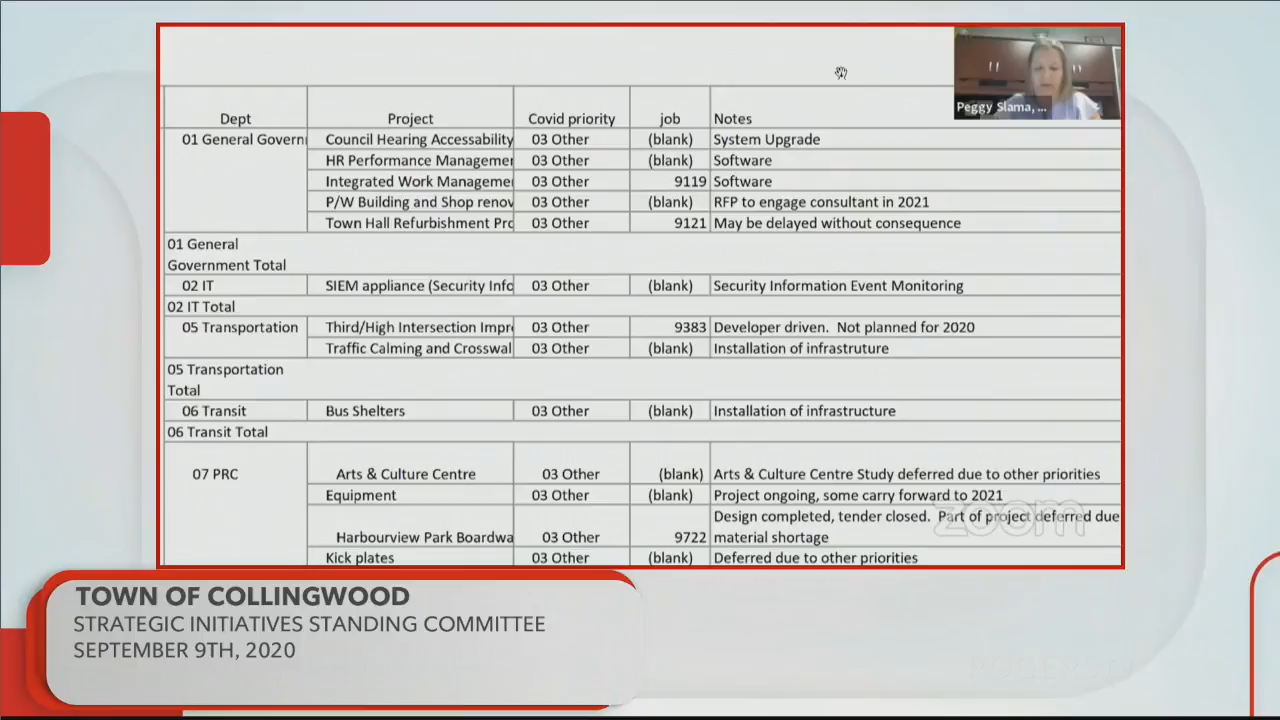 Peggy Slama, ...
Dept Project Covid priority job Notes
01 General Govern Council Hearing Accessability 03 Other (blank) System Upgrade
HR Performance Managemer 03 Other (blank) Software
Integrated Work Managemer 03 Other 9119 Software
P/W Building and Shop renov 03 Other (blank) RFP to engage consultant in 2021
Town Hall Refurbishment Pro 03 Other 9121 May be delayed without consequence
01 General
Government Total
02 IT SIEM appliance (Security Info 03 Other (blank) Security Information Event Monitoring
02 IT Total
05 Transportation Third/High Intersection Impr 03 Other 9383 Developer driven. Not planned for 2020
Traffic Calming and Crosswal 03 Other (blank) Installation of infrastruture
05 Transportation
Total
06 Transit Bus Shelters 03 Other (blank) Installation of infrastructure
06 Transit Total
07 PRC Arts & Culture Centre 03 Other (blank) Arts & Culture Centre Study deferred due to other priorities
Equipment 03 Other (blank) Project ongoing, some carry forward to 2021
Design completed, tender closed. Part of project deferred due
Harbourview Park Boardwa 03 Other 9722 material shortage
zoom
Kick plates 03 Other (blank) Deferred due to other priorities
TOWN OF COLLINGWOOD
STRATEGIC INITIATIVES STANDING COMMITTEE
SEPTEMBER 9TH, 2020